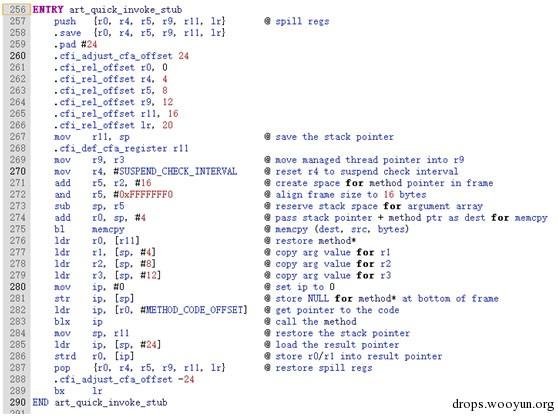 256 ENTRY art_quick_invoke_stub
257 push {r0, r4, r5, r9, r11, lr} @ spill regs
258 .save {r0, r4, r5, r9, r11, lr}
259 .pad #24
260 .cfi_adjust_cfa_offset 24
261 .cfi_rel_offset r0, 0
262 .cfi_rel_offset r4, 4
263 .cfi_rel_offset r5, 8
264 .cfi_rel_offset r9, 12
265 .cfi_rel_offset r11, 16
266 .cfi_rel_offset lr, 20
267 mov r11, sp @ save the stack pointer
268 .cfi_def_cfa_register r11
269 mov r9, r3 @ move managed thread pointer into r9
270 mov r4, #SUSPEND_CHECK_INTERVAL @ reset r4 to suspend check interval
271 add r5, r2, #16 @ create space for method pointer in frame
272 and r5, #0xFFFFFFF0 @ align frame size to 16 bytes
273 sub sp, r5 @ reserve stack space for argument array
274 add r0, sp, #4 @ pass stack pointer + method ptr as dest for memcpy
275 bl memcpy @ memcpy (dest, src, bytes)
276 ldr r0, [r11] @ restore method*
277 ldr r1, [sp, #4] @ copy arg value for r1
278 ldr r2, [sp, #8] @ copy arg value for r2
279 ldr r3, [sp, #12] @ copy arg value for r3
280 mov ip, #0 @ set ip to 0
281 str ip, [sp] @ store NULL for method* at bottom of frame
282 ldr ip, [r0, #METHOD_CODE_OFFSET] @ get pointer to the code
283 blx ip @ call the method
284 mov sp, r11 @ restore the stack pointer
285 ldr ip, [sp, #24] @ load the result pointer
286 strd r0, [ip] @ store r0/r1 into result pointer
287 pop {r0, r4, r5, r9, r11, lr} @ restore spill regs
288 .cfi_adjust_cfa_offset -24
289 bx lr
290 END art_quick_invoke_stub
291
drops.wooyun.org